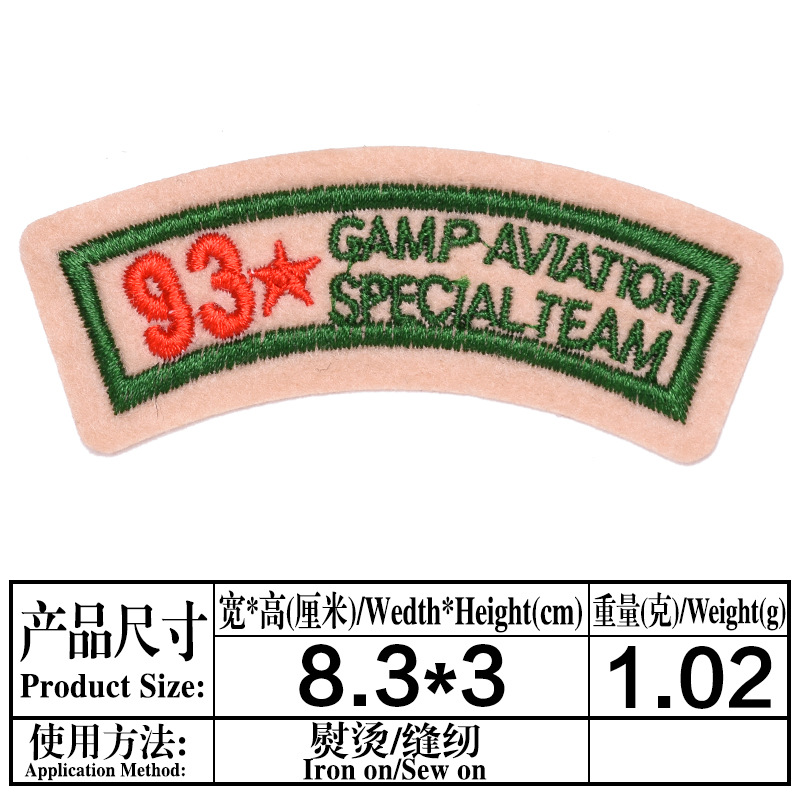 93★ GAMP AVIATION
SPECIAL TEAM
产品尺寸
Product Size:
宽*高(厘米)/Wedth*Height(cm)
重量(克)/Weight(g)
8.3*3
1.02
使用方法:
Application Method:
熨烫/缝纫
Iron on/Sew on